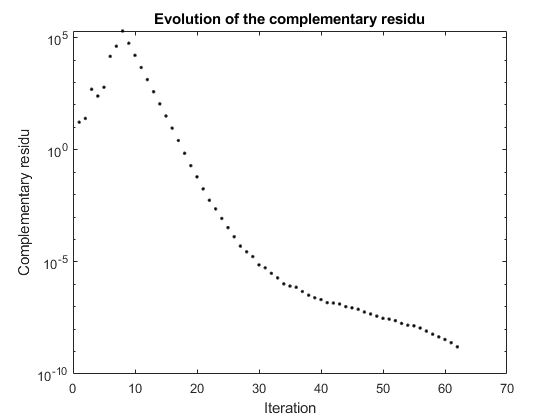 Evolution of the complementary residu
Complementary residu
10^5
10^0
10^-5
10^-10
0 10 20 30 40 50 60 70
Iteration